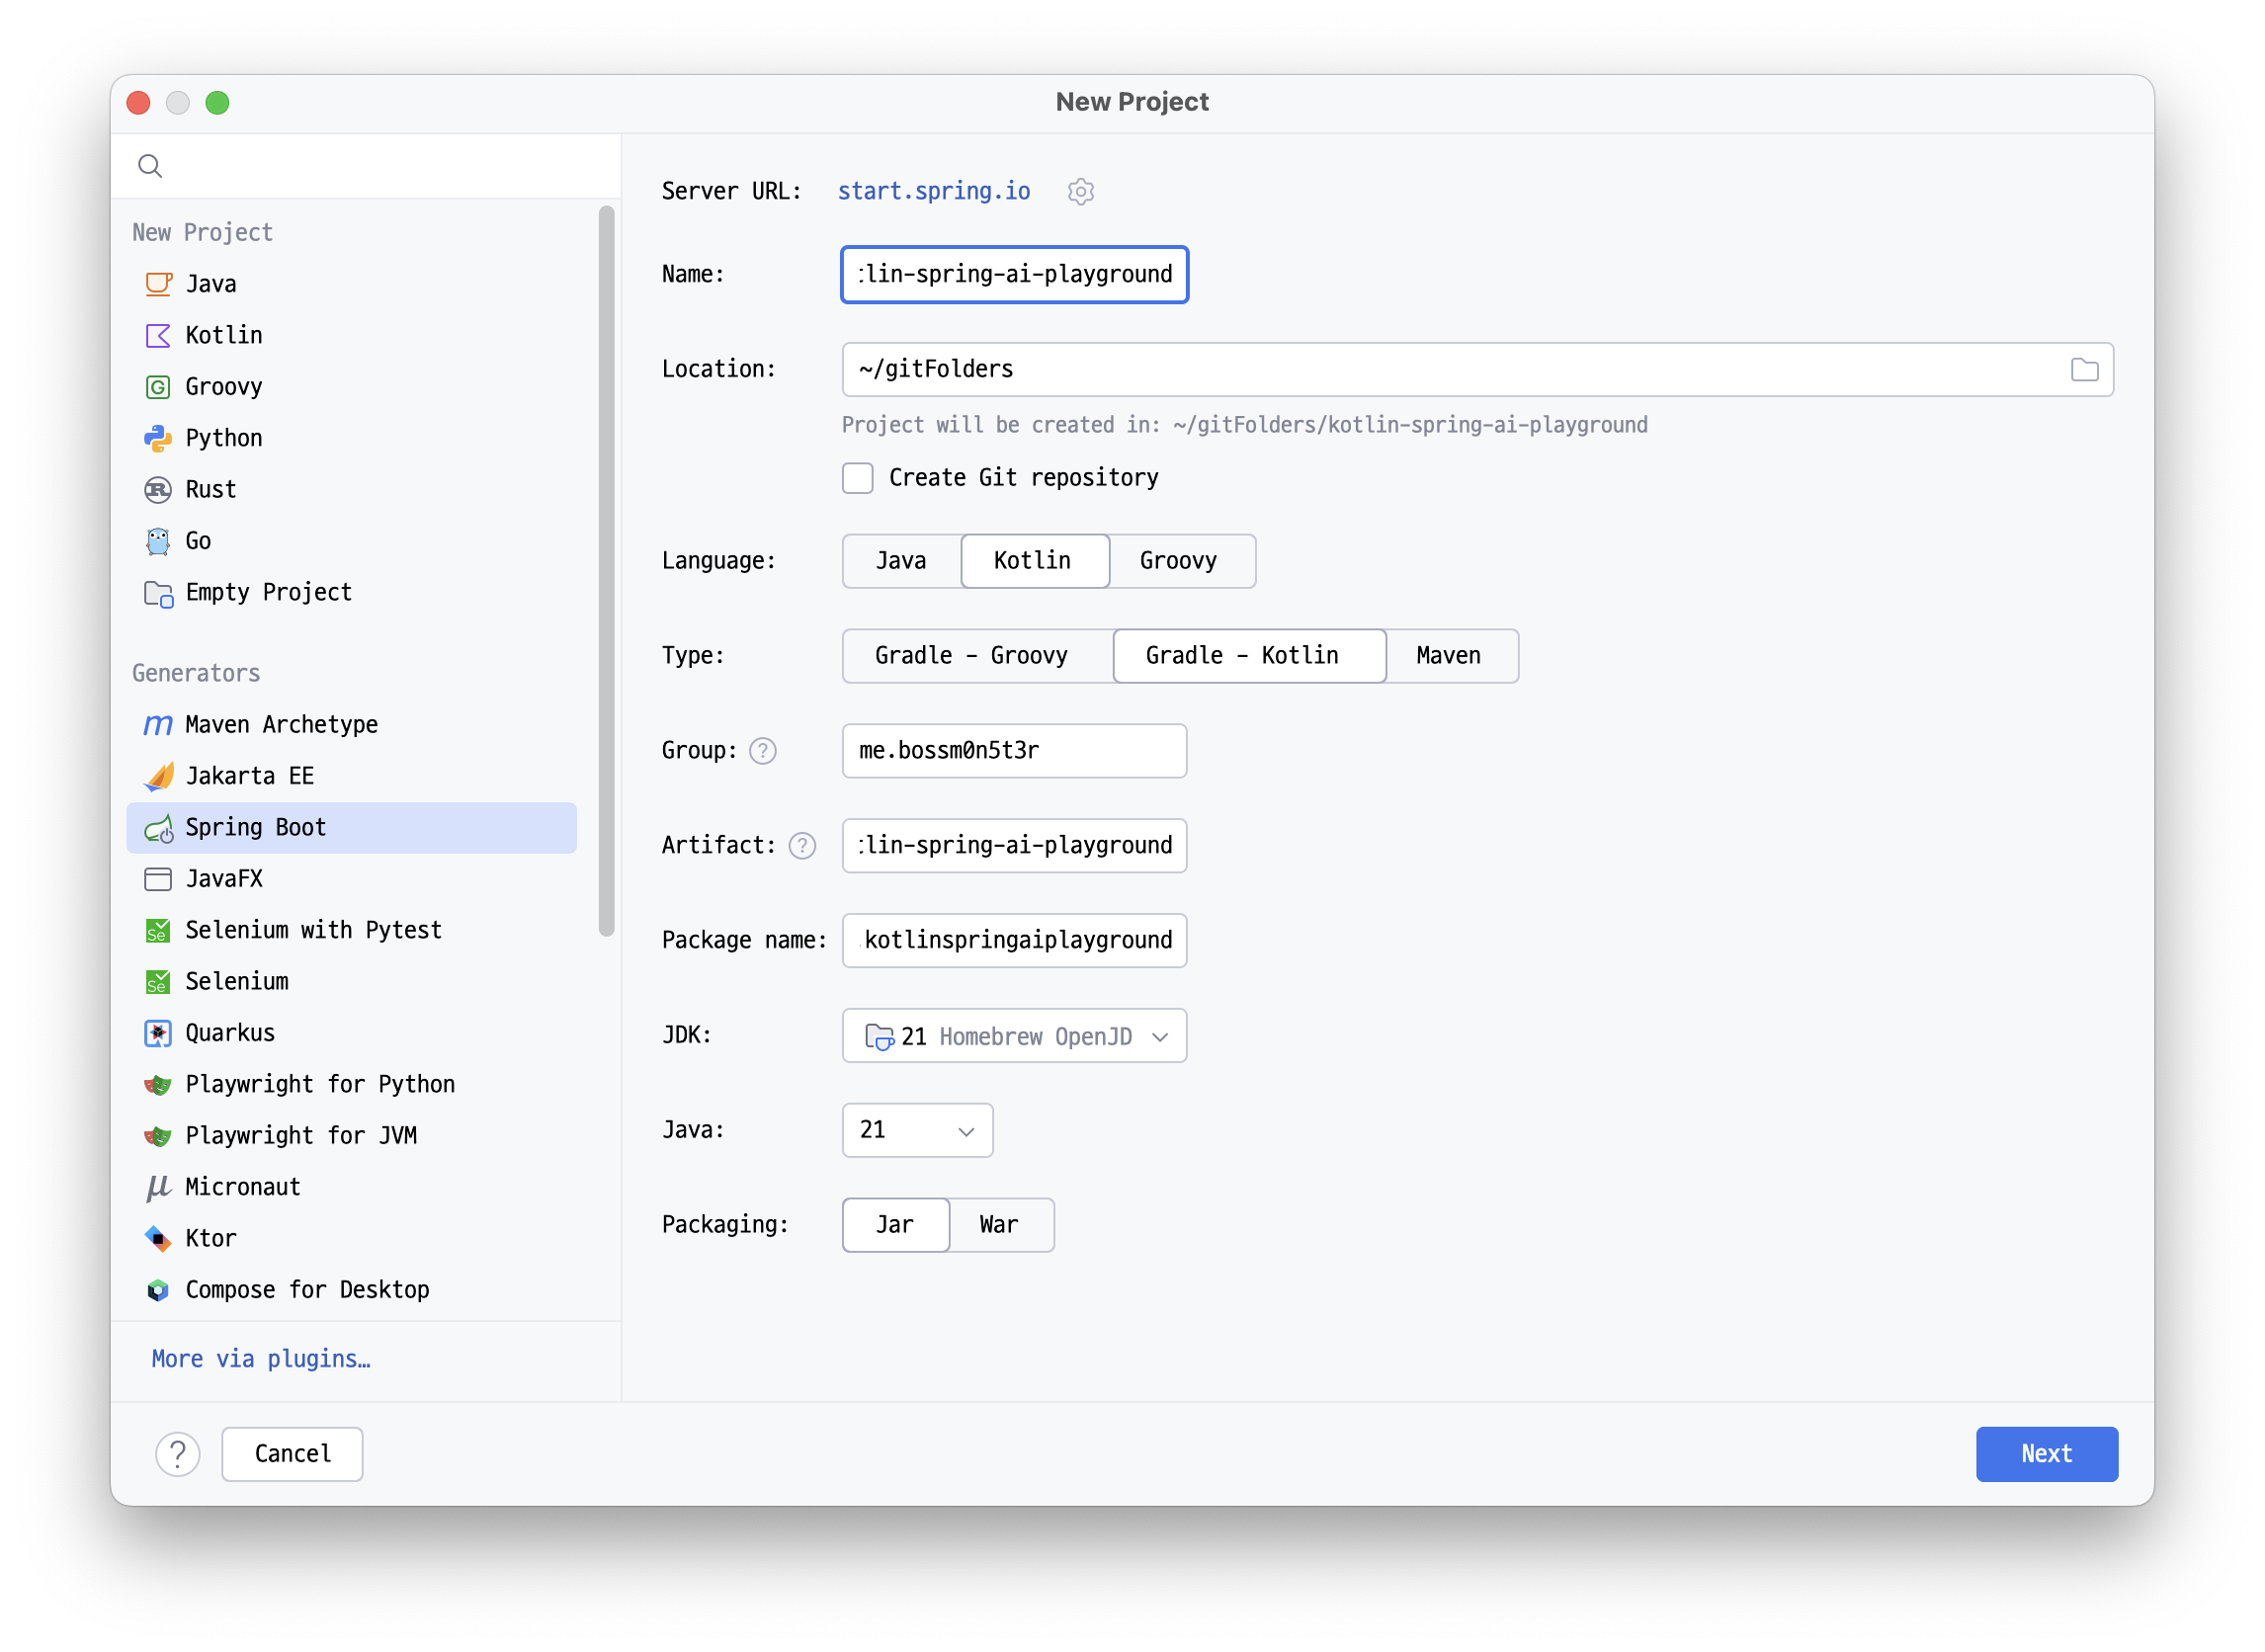 New Project
New Project
Java
Kotlin
Groovy
Python
Rust
Go
Empty Project
Generators
Maven Archetype
Jakarta EE
Spring Boot
JavaFX
Selenium with Pytest
Selenium
Quarkus
Playwright for Python
Playwright for JVM
Micronaut
Ktor
Compose for Desktop
More via plugins…
Server URL: start.spring.io
Name: lin-spring-ai-playground
Location: ~/gitFolders
Project will be created in: ~/gitFolders/kotlin-spring-ai-playground
Create Git repository
Language: Java Kotlin Groovy
Type: Gradle - Groovy Gradle - Kotlin Maven
Group: ? me.bossm0n5t3r
Artifact: ? lin-spring-ai-playground
Package name: .kotlinspringaiplayground
JDK: 21 Homebrew OpenJD
Java: 21
Packaging: Jar War
? Cancel Next